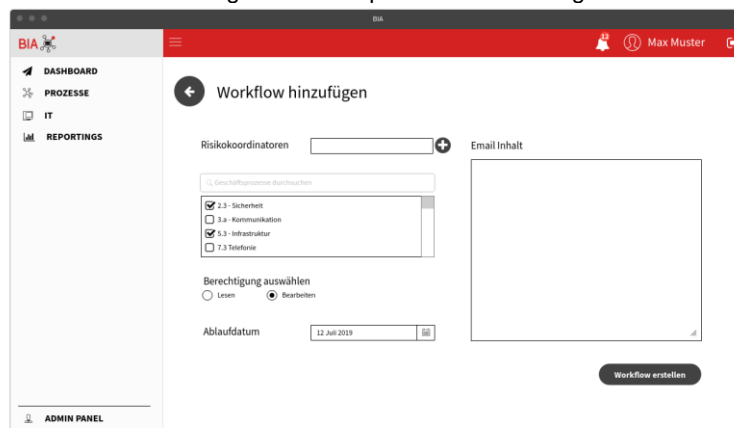 BIA
BIA
12
Max Muster
DASHBOARD
PROZESSE
IT
REPORTINGS
Workflow hinzufügen
Risikokoordinatoren
Email Inhalt
Geschäftsprozesse durchsuchen
2.3 - Sicherheit
3.a - Kommunikation
5.3 - Infrastruktur
7.3 Telefonie
Berechtigung auswählen
Lesen Bearbeiten
Ablaufdatum
12 Juli 2019
Workflow erstellen
ADMIN PANEL